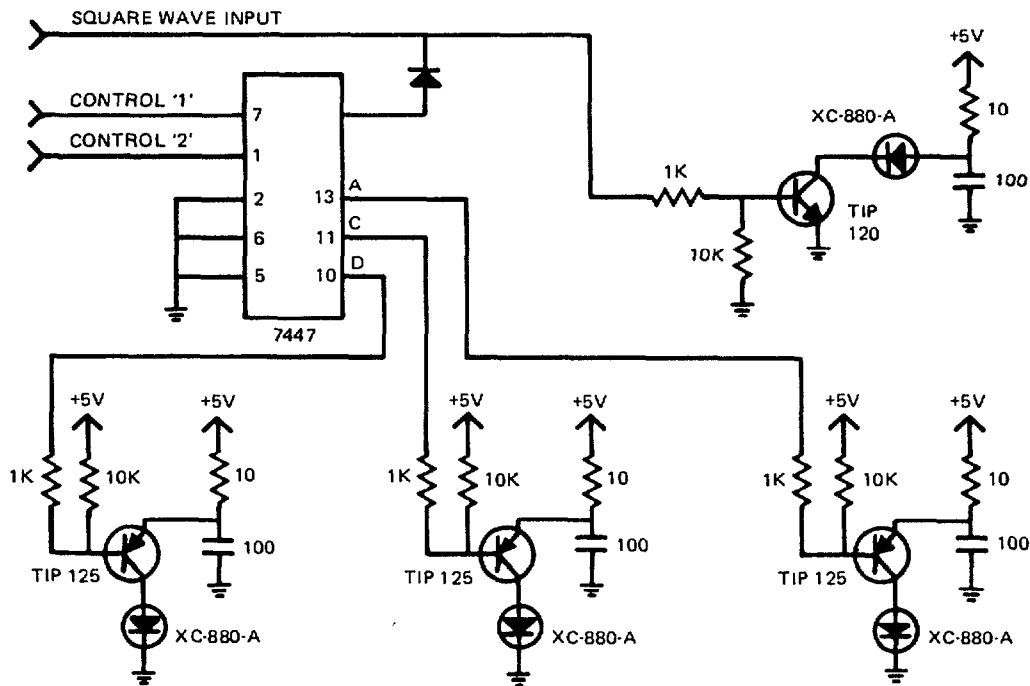 SQUARE WAVE INPUT
CONTROL '1'
CONTROL '2'
7
1
2
6
5
13
11
10
A
C
D
7447
1K
10K
TIP
120
XC-880-A
+5V
10
100
+5V
+5V
1K
10K
10
100
TIP 125
XC-880-A
+5V
+5V
1K
10K
10
100
TIP 125
XC-880-A
+5V
+5V
1K
10K
10
100
TIP 125
XC-880-A